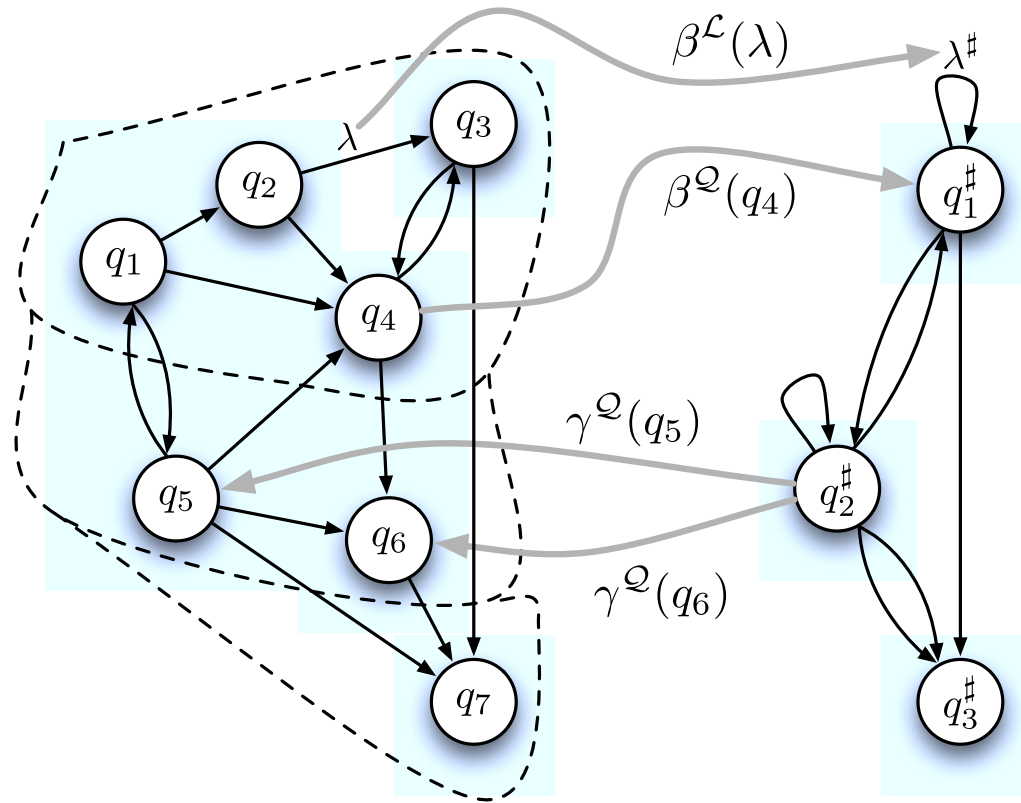 β^ℒ(λ)
λ^♯
q₃
λ
q₂
q₁^♯
β^𝒬(q₄)
q₁
q₄
γ^𝒬(q₅)
q₅
q₂^♯
q₆
γ^𝒬(q₆)
q₇
q₃^♯